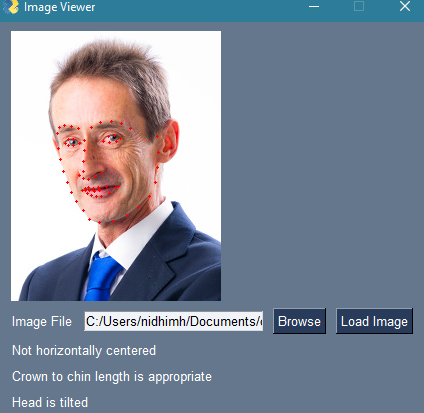 Image Viewer
Image File C:/Users/nidhimh/Documents/ Browse Load Image
Not horizontally centered
Crown to chin length is appropriate
Head is tilted